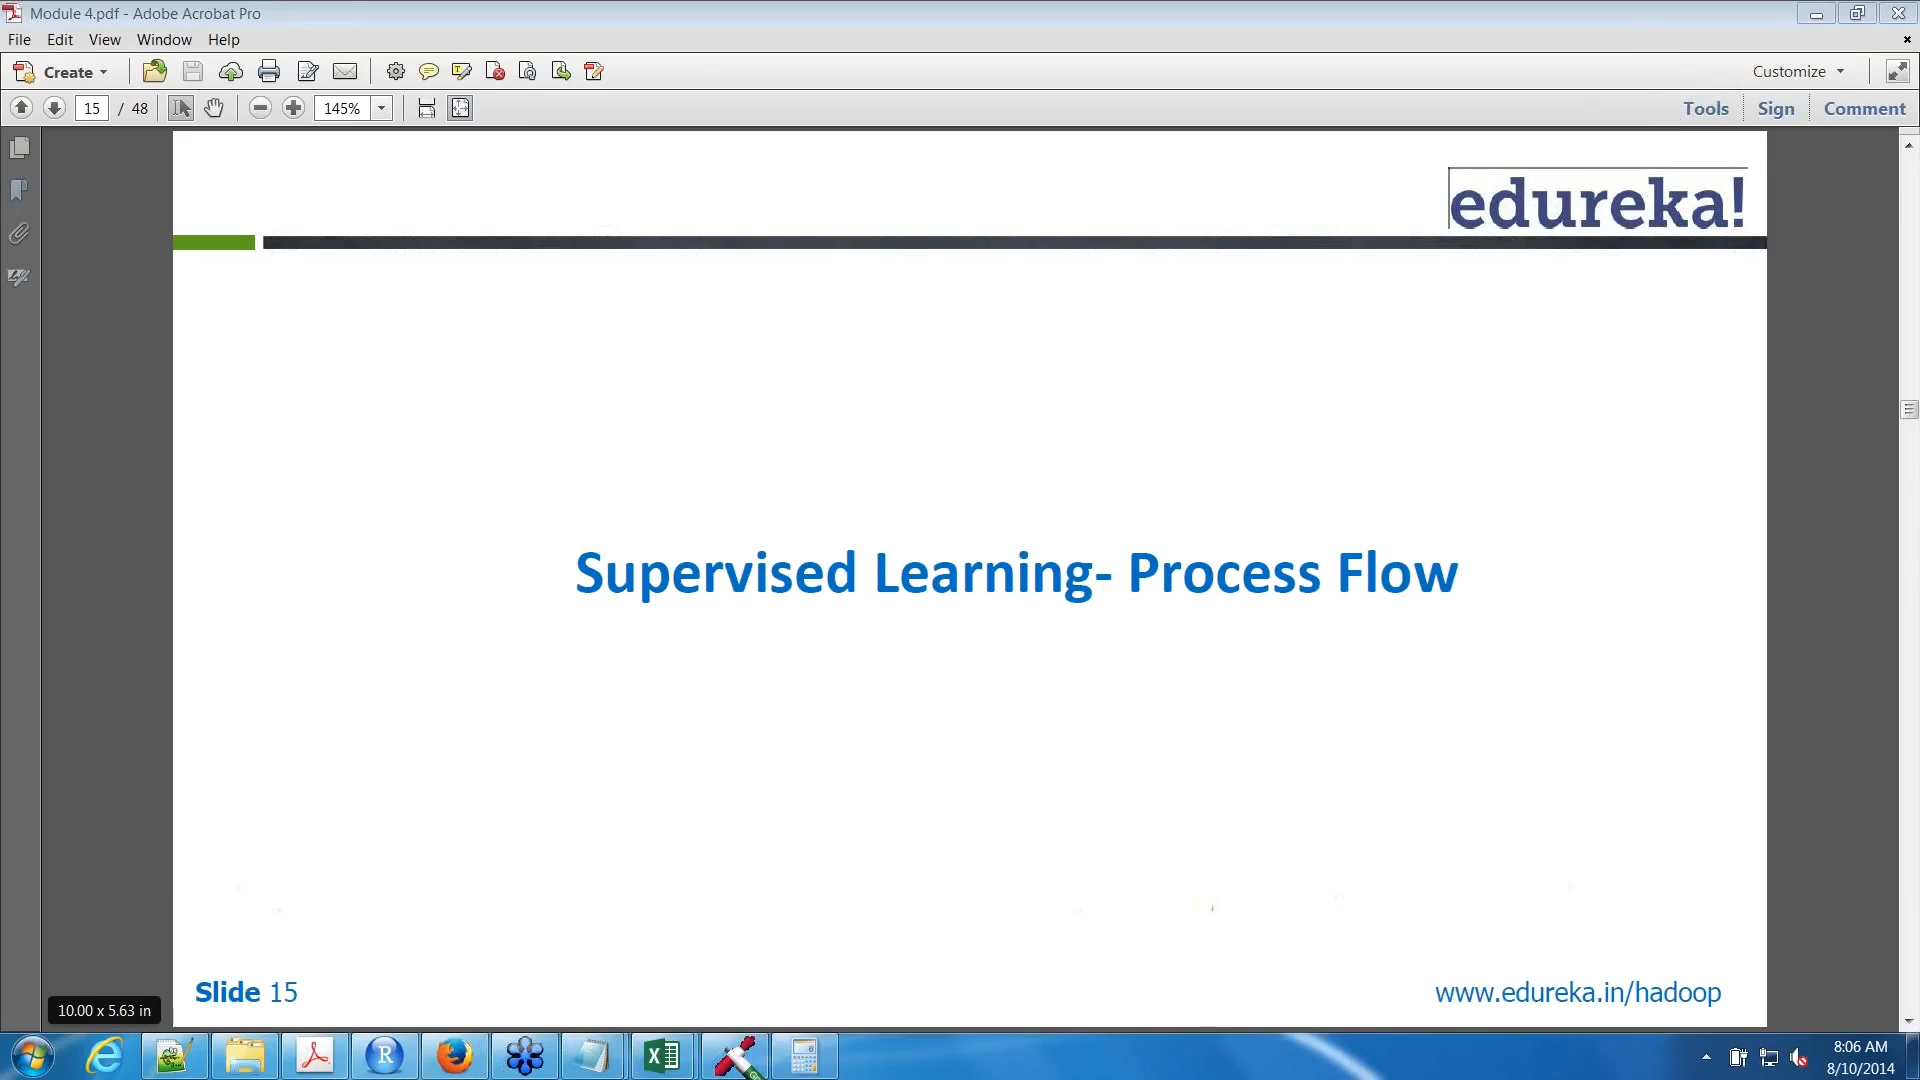 Module 4.pdf - Adobe Acrobat Pro
File Edit View Window Help
Create
Customize
15 / 48
145%
Tools Sign Comment
edureka!
Supervised Learning- Process Flow
Slide 15
www.edureka.in/hadoop
10.00 x 5.63 in
8:06 AM
8/10/2014